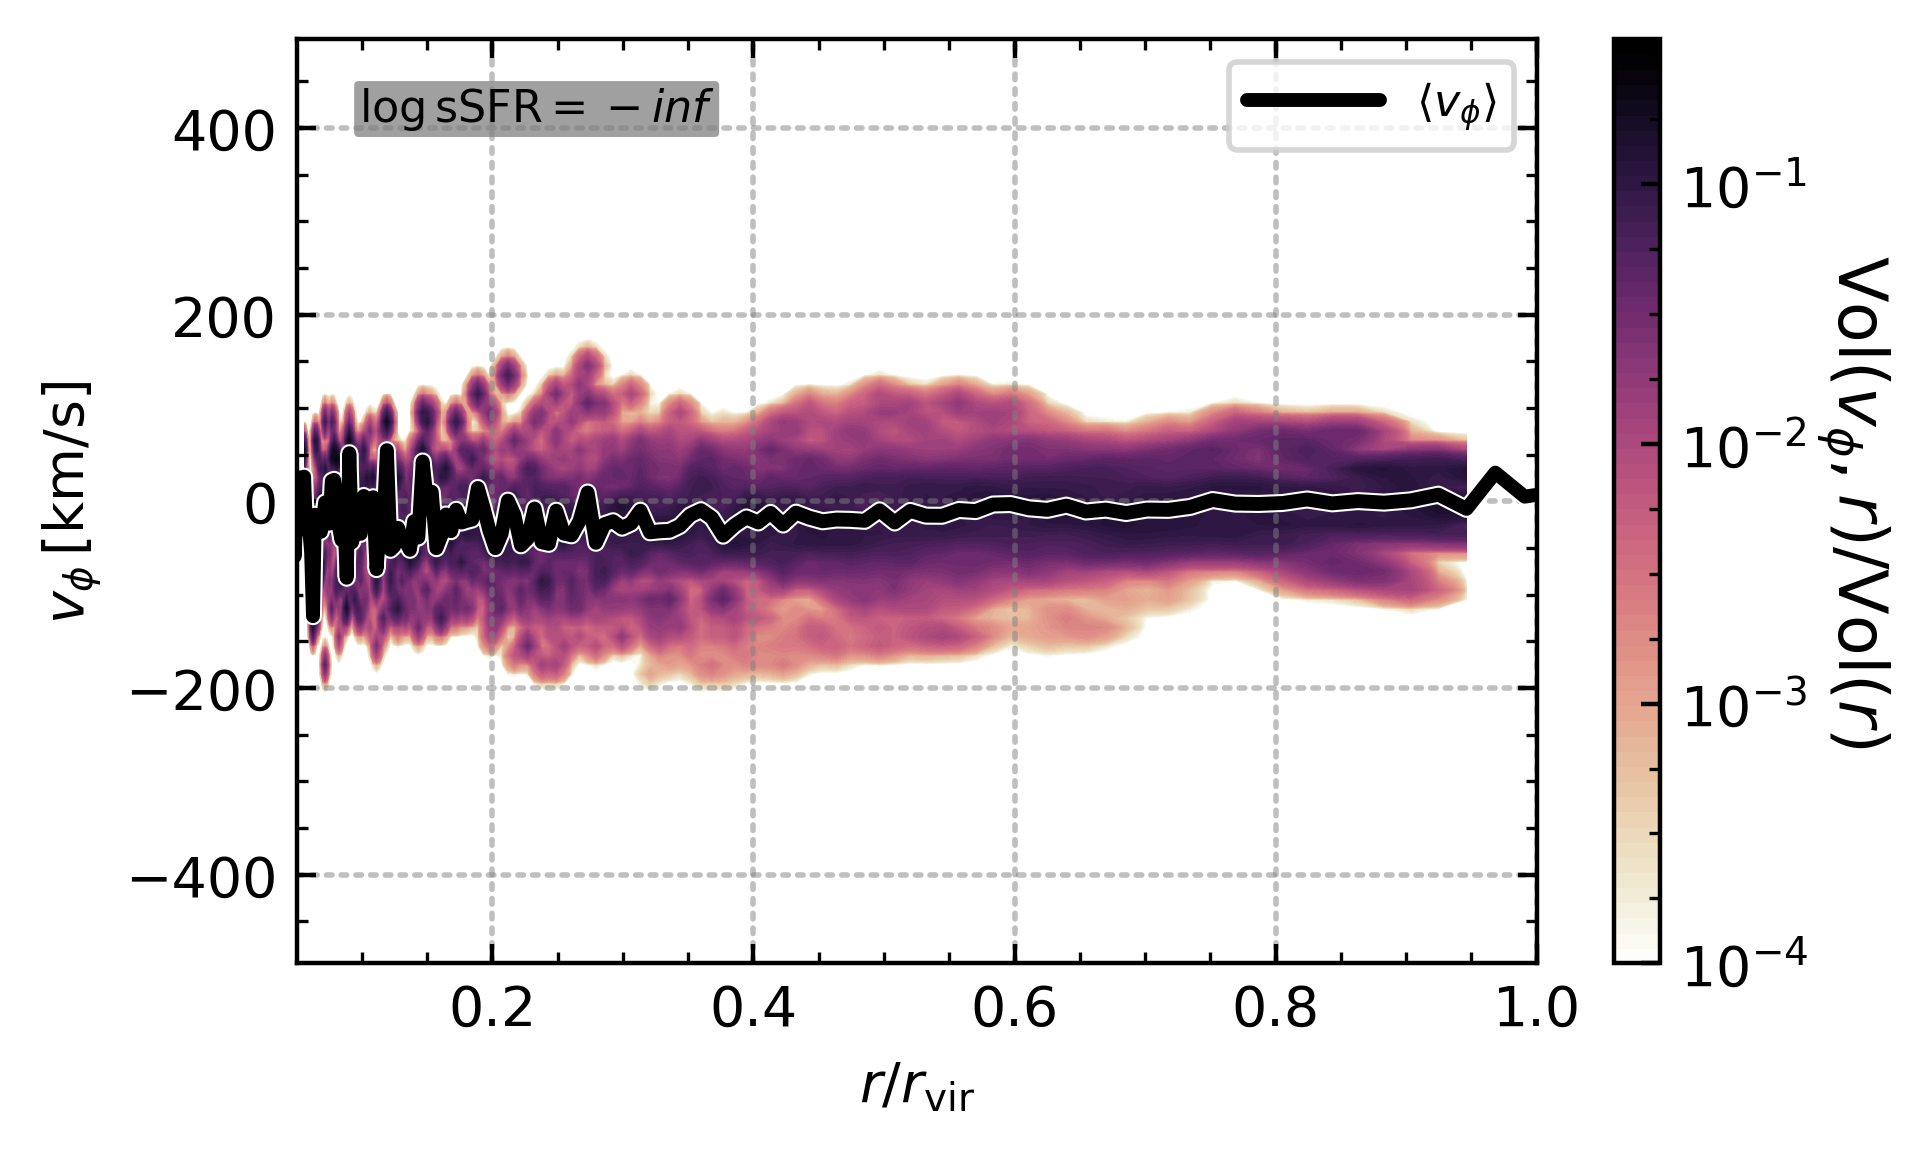 log sSFR = −inf
⟨v_ϕ⟩
400
200
0
−200
−400
v_ϕ [km/s]
0.2 0.4 0.6 0.8 1.0
r/r_vir
10⁻¹
10⁻²
10⁻³
10⁻⁴
Vol(v_ϕ, r)/Vol(r)